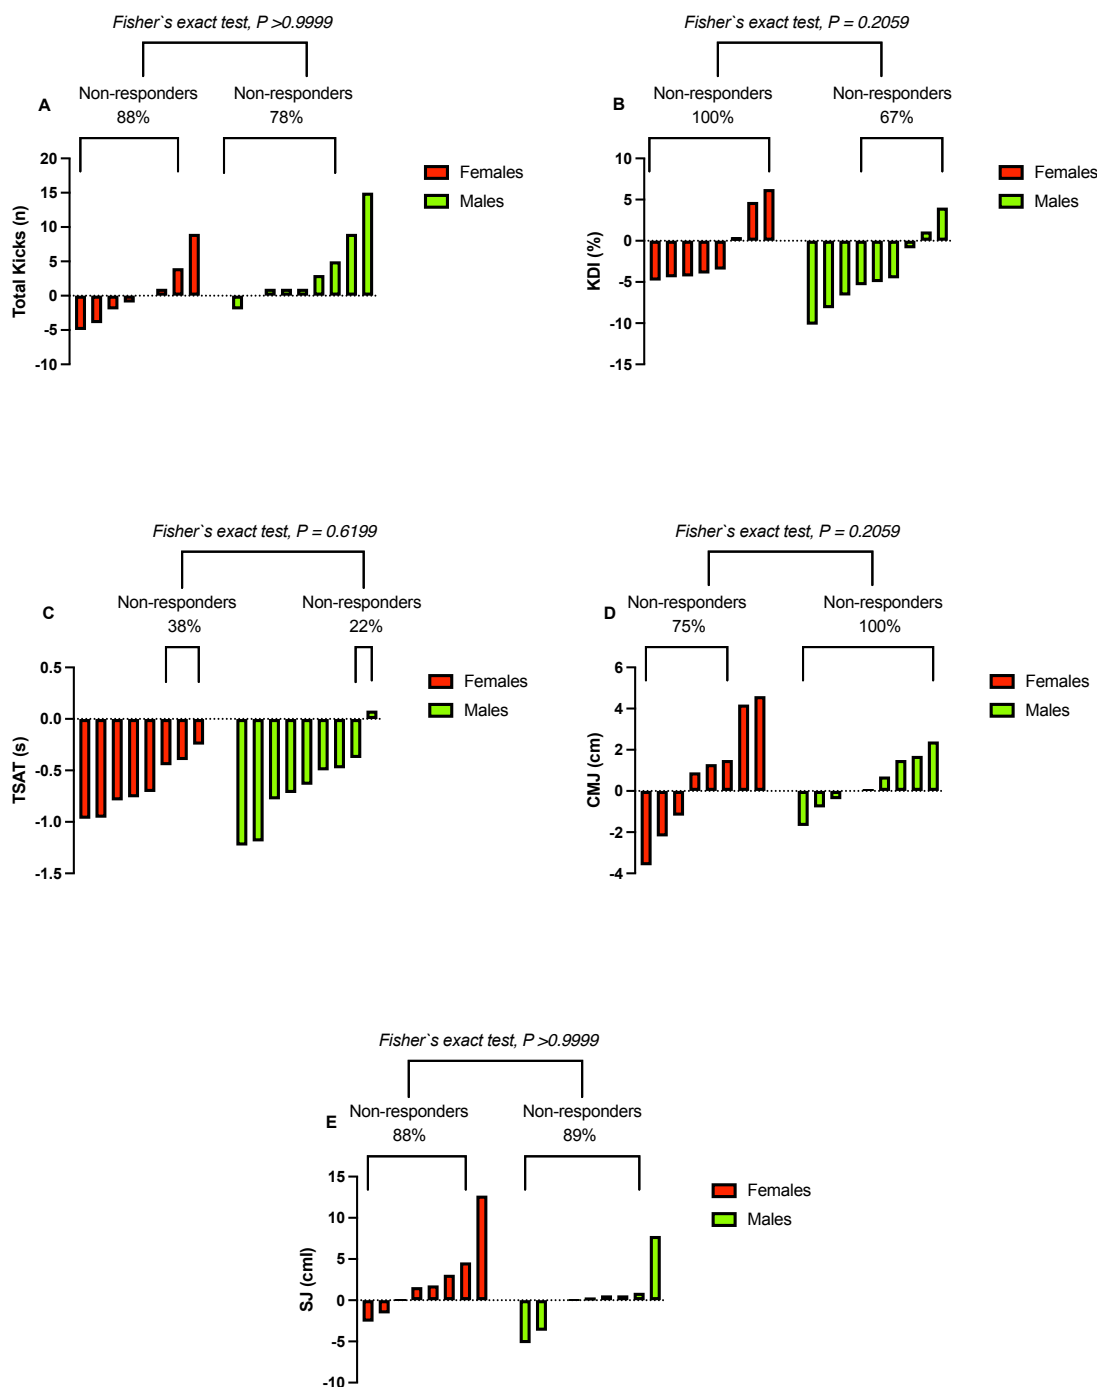 Fisher`s exact test, P >0.9999
Non-responders
88%
Non-responders
78%
A
20
15
10
5
0
-5
-10
Total Kicks (n)
Females
Males
Fisher`s exact test, P = 0.2059
Non-responders
100%
Non-responders
67%
B
10
5
0
-5
-10
-15
KDI (%)
Females
Males
Fisher`s exact test, P = 0.6199
Non-responders
38%
Non-responders
22%
C
0.5
0.0
-0.5
-1.0
-1.5
TSAT (s)
Females
Males
Fisher`s exact test, P = 0.2059
Non-responders
75%
Non-responders
100%
D
6
4
2
0
-2
-4
CMJ (cm)
Females
Males
Fisher`s exact test, P >0.9999
Non-responders
88%
Non-responders
89%
E
15
10
5
0
-5
-10
SJ (cml)
Females
Males